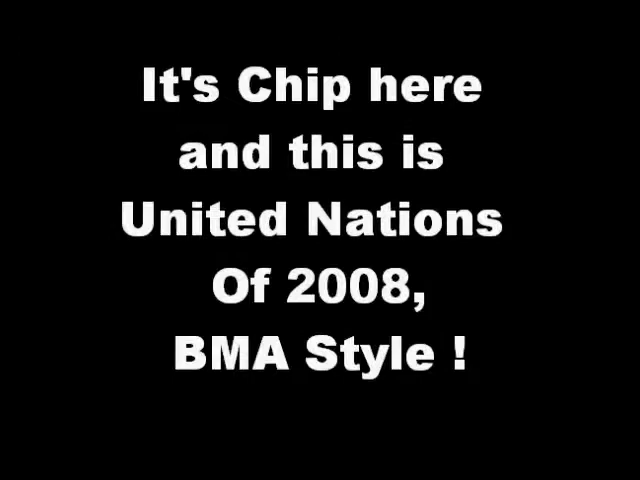 It's Chip here
and this is
United Nations
Of 2008,
BMA Style !